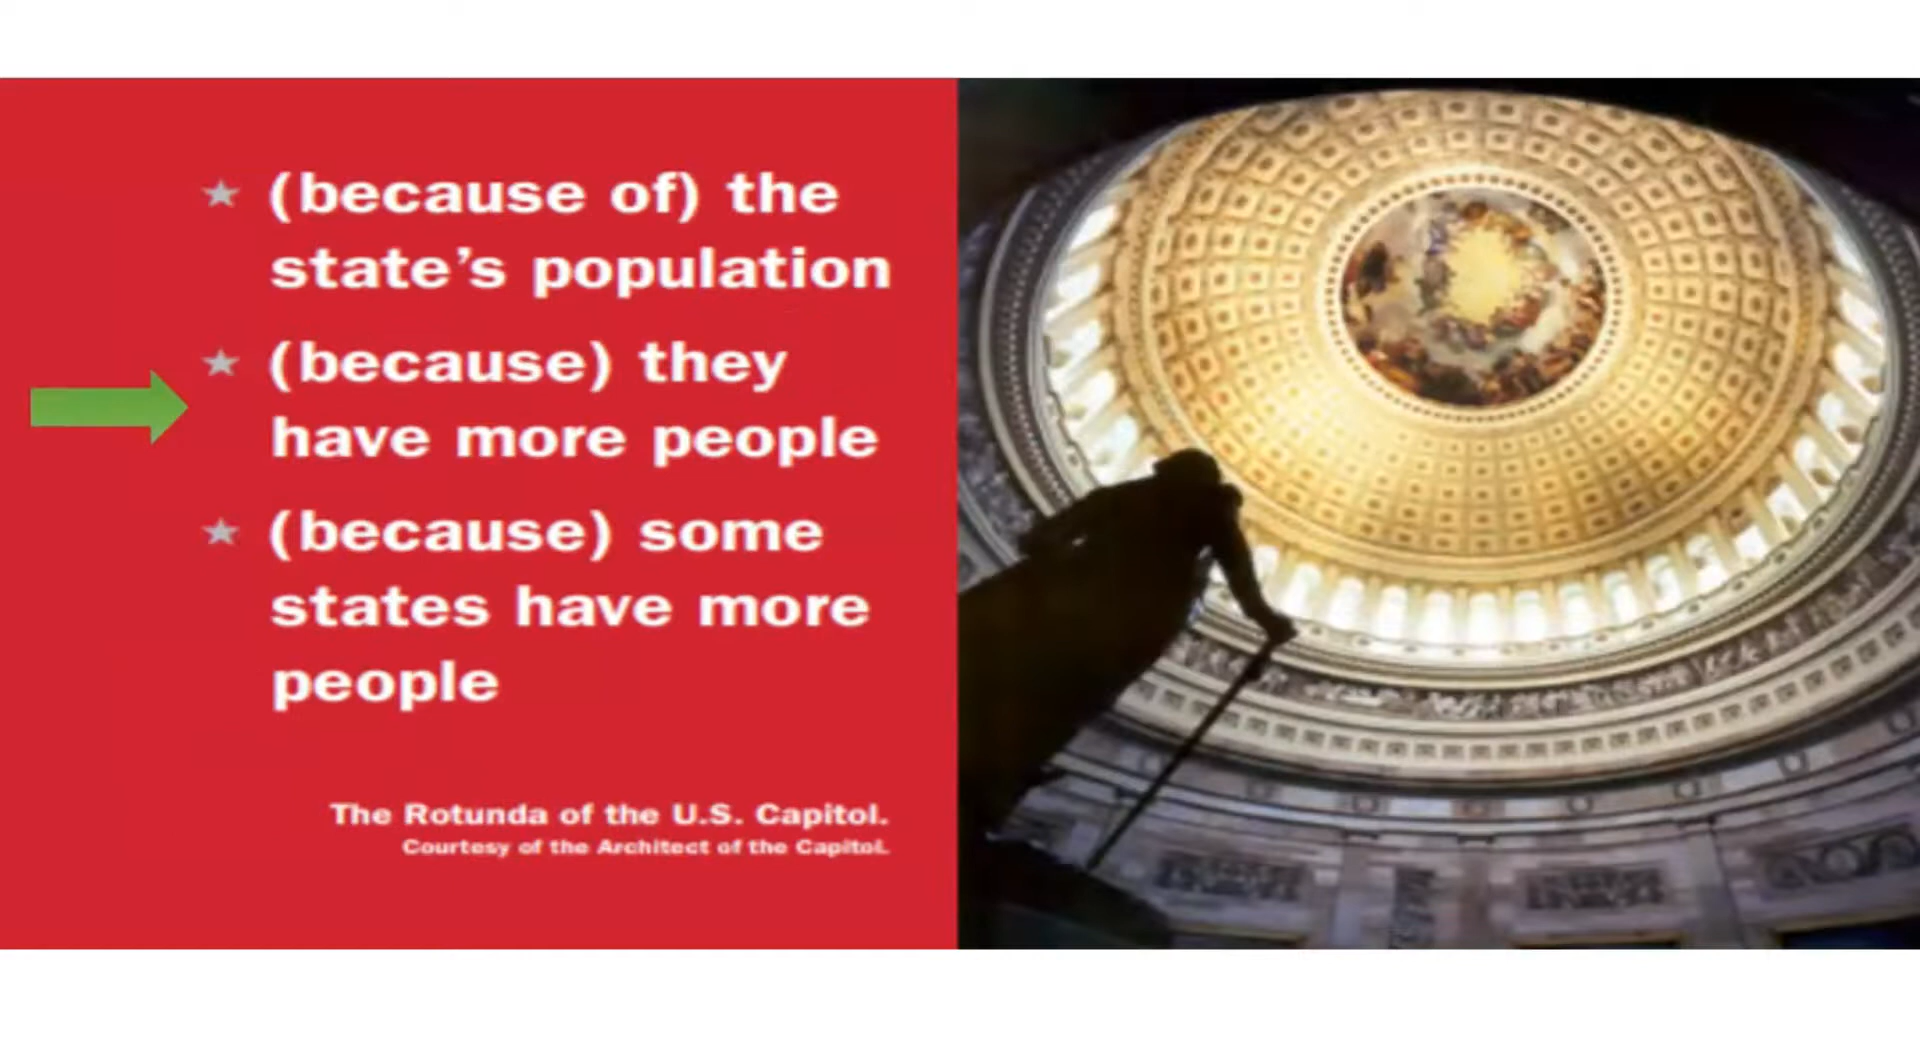 (because of) the
state’s population
(because) they
have more people
(because) some
states have more
people
The Rotunda of the U.S. Capitol.
Courtesy of the Architect of the Capitol.